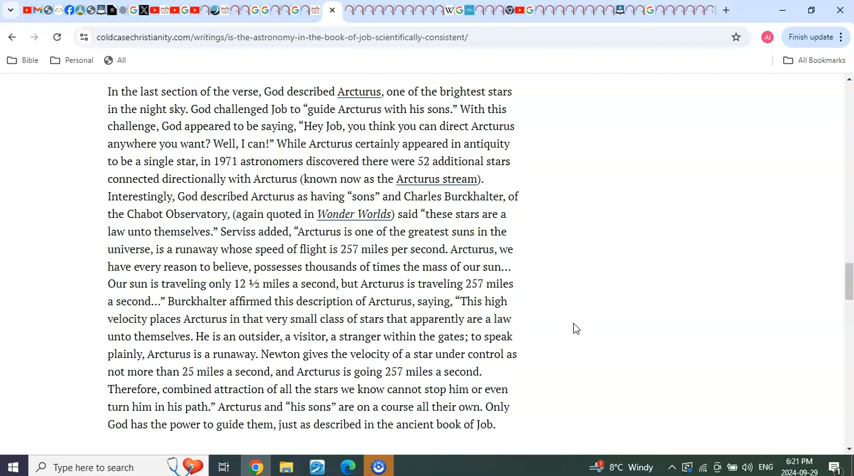 coldcasechristianity.com/writings/is-the-astronomy-in-the-book-of-job-scientifically-consistent/
AI
Finish update
Bible
Personal
All
All Bookmarks
In the last section of the verse, God described Arcturus, one of the brightest stars
in the night sky. God challenged Job to “guide Arcturus with his sons.” With this
challenge, God appeared to be saying, “Hey Job, you think you can direct Arcturus
anywhere you want? Well, I can!” While Arcturus certainly appeared in antiquity
to be a single star, in 1971 astronomers discovered there were 52 additional stars
connected directionally with Arcturus (known now as the Arcturus stream).
Interestingly, God described Arcturus as having “sons” and Charles Burckhalter, of
the Chabot Observatory, (again quoted in Wonder Worlds) said “these stars are a
law unto themselves.” Serviss added, “Arcturus is one of the greatest suns in the
universe, is a runaway whose speed of flight is 257 miles per second. Arcturus, we
have every reason to believe, possesses thousands of times the mass of our sun…
Our sun is traveling only 12 ½ miles a second, but Arcturus is traveling 257 miles
a second…” Burckhalter affirmed this description of Arcturus, saying, “This high
velocity places Arcturus in that very small class of stars that apparently are a law
unto themselves. He is an outsider, a visitor, a stranger within the gates; to speak
plainly, Arcturus is a runaway. Newton gives the velocity of a star under control as
not more than 25 miles a second, and Arcturus is going 257 miles a second.
Therefore, combined attraction of all the stars we know cannot stop him or even
turn him in his path.” Arcturus and “his sons” are on a course all their own. Only
God has the power to guide them, just as described in the ancient book of Job.
Type here to search
8°C Windy
ENG
6:21 PM
2024-09-29